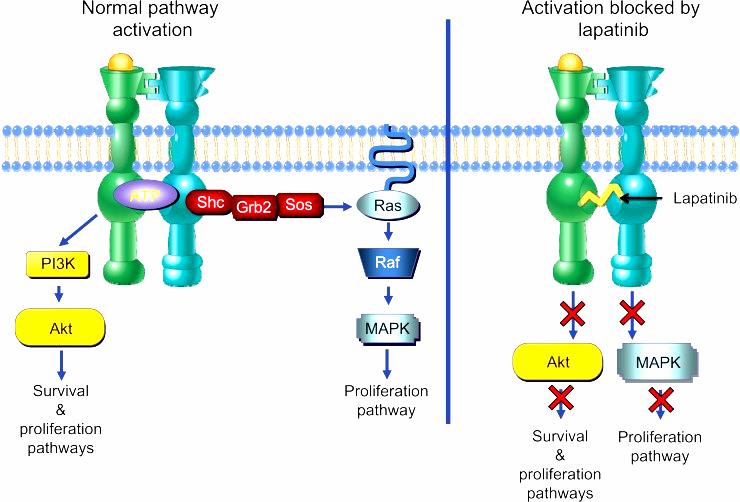 Normal pathway
activation
ATP
Shc
Grb2
Sos
Ras
PI3K
Raf
Akt
MAPK
Survival
&
proliferation
pathways
Proliferation
pathway
Activation blocked by
lapatinib
Lapatinib
Akt
MAPK
Survival
&
proliferation
pathways
Proliferation
pathway